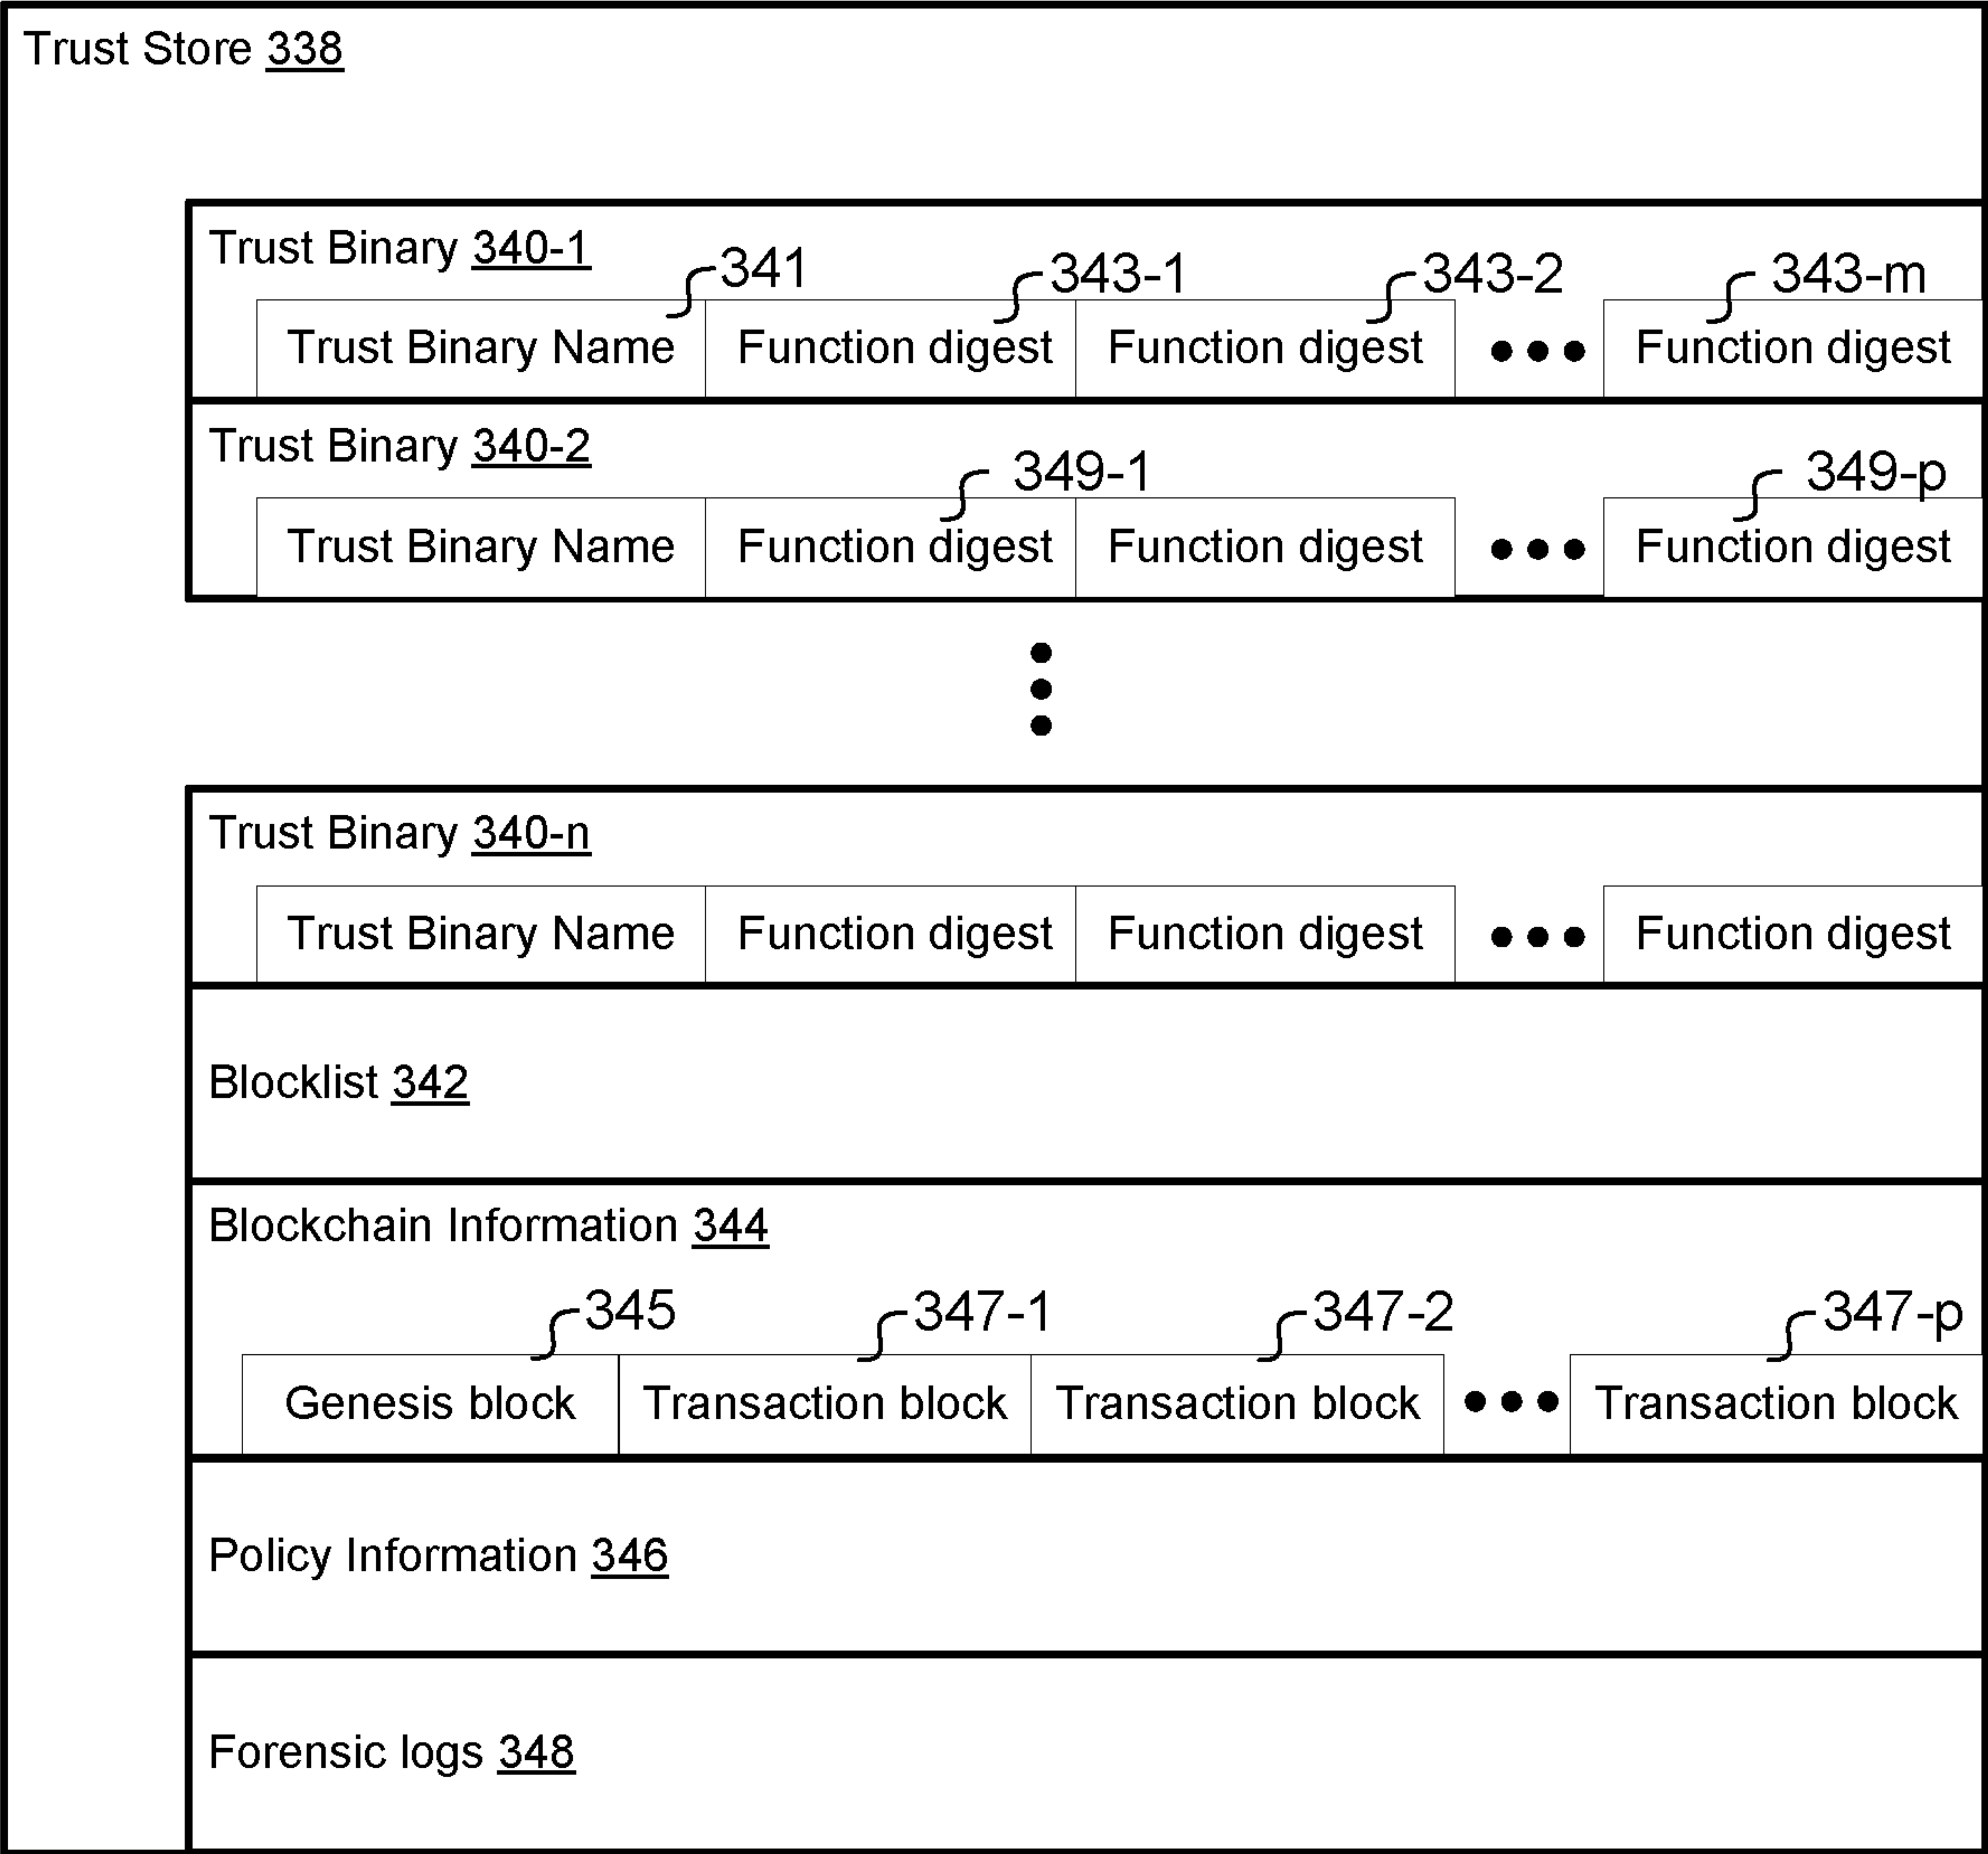 Trust Store 338
Trust Binary 340-1
341 343-1 343-2 343-m
Trust Binary Name Function digest Function digest Function digest
Trust Binary 340-2
349-1 349-p
Trust Binary Name Function digest Function digest Function digest
Trust Binary 340-n
Trust Binary Name Function digest Function digest Function digest
Blocklist 342
Blockchain Information 344
345 347-1 347-2 347-p
Genesis block Transaction block Transaction block Transaction block
Policy Information 346
Forensic logs 348